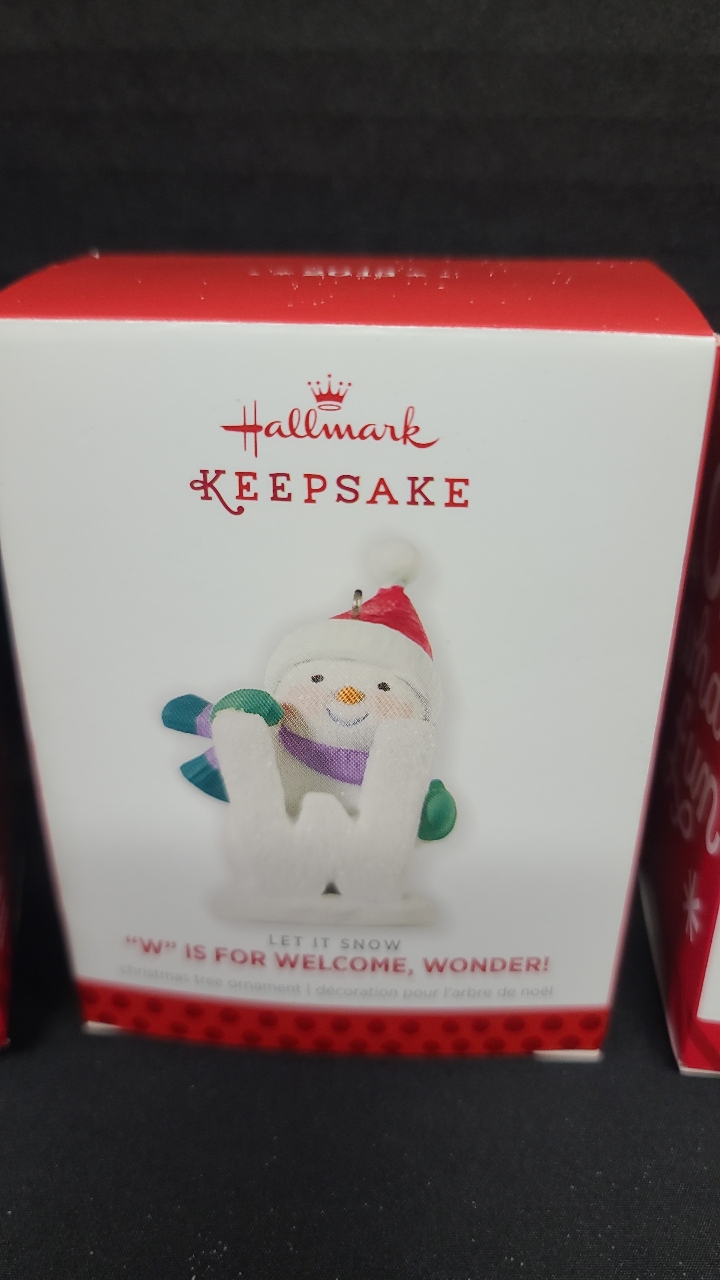 Hallmark
KEEPSAKE
LET IT SNOW
"W" IS FOR WELCOME, WONDER!
christmas tree ornament | décoration pour l'arbre de noël